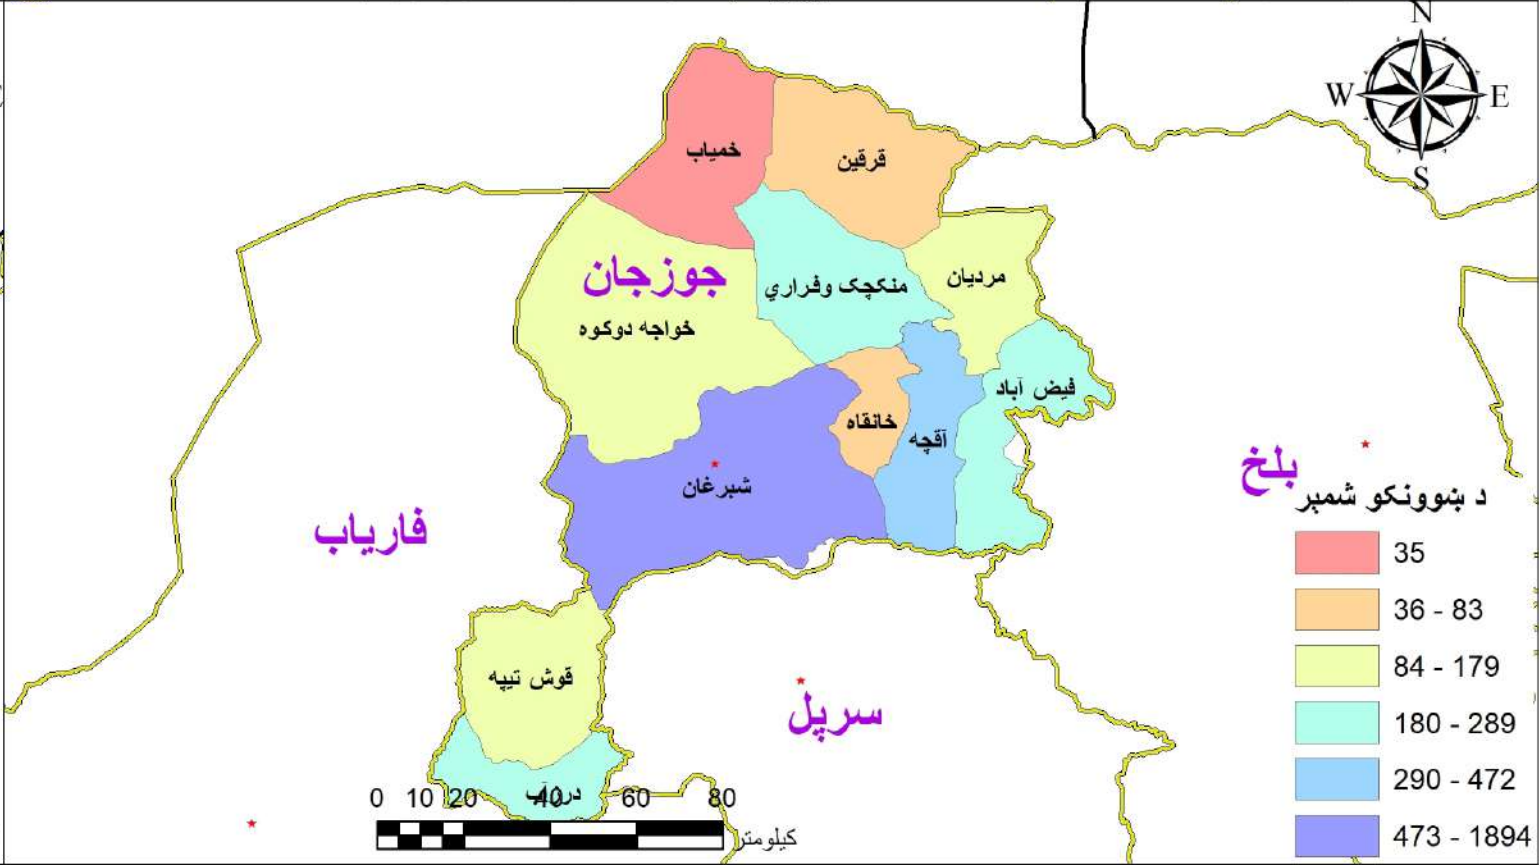 N
W E
S
خمیاب
قرقین
جوزجان
منکچک وفراري
مردیان
خواجه دوکوه
فیض آباد
خانقاه
آقچه
شبرغان
بلخ
فاریاب
قوش تیپه
سرپل
درزآب
0 10 20 40 60 80
کیلومتر
د ښوونکو شمېر
35
36 - 83
84 - 179
180 - 289
290 - 472
473 - 1894